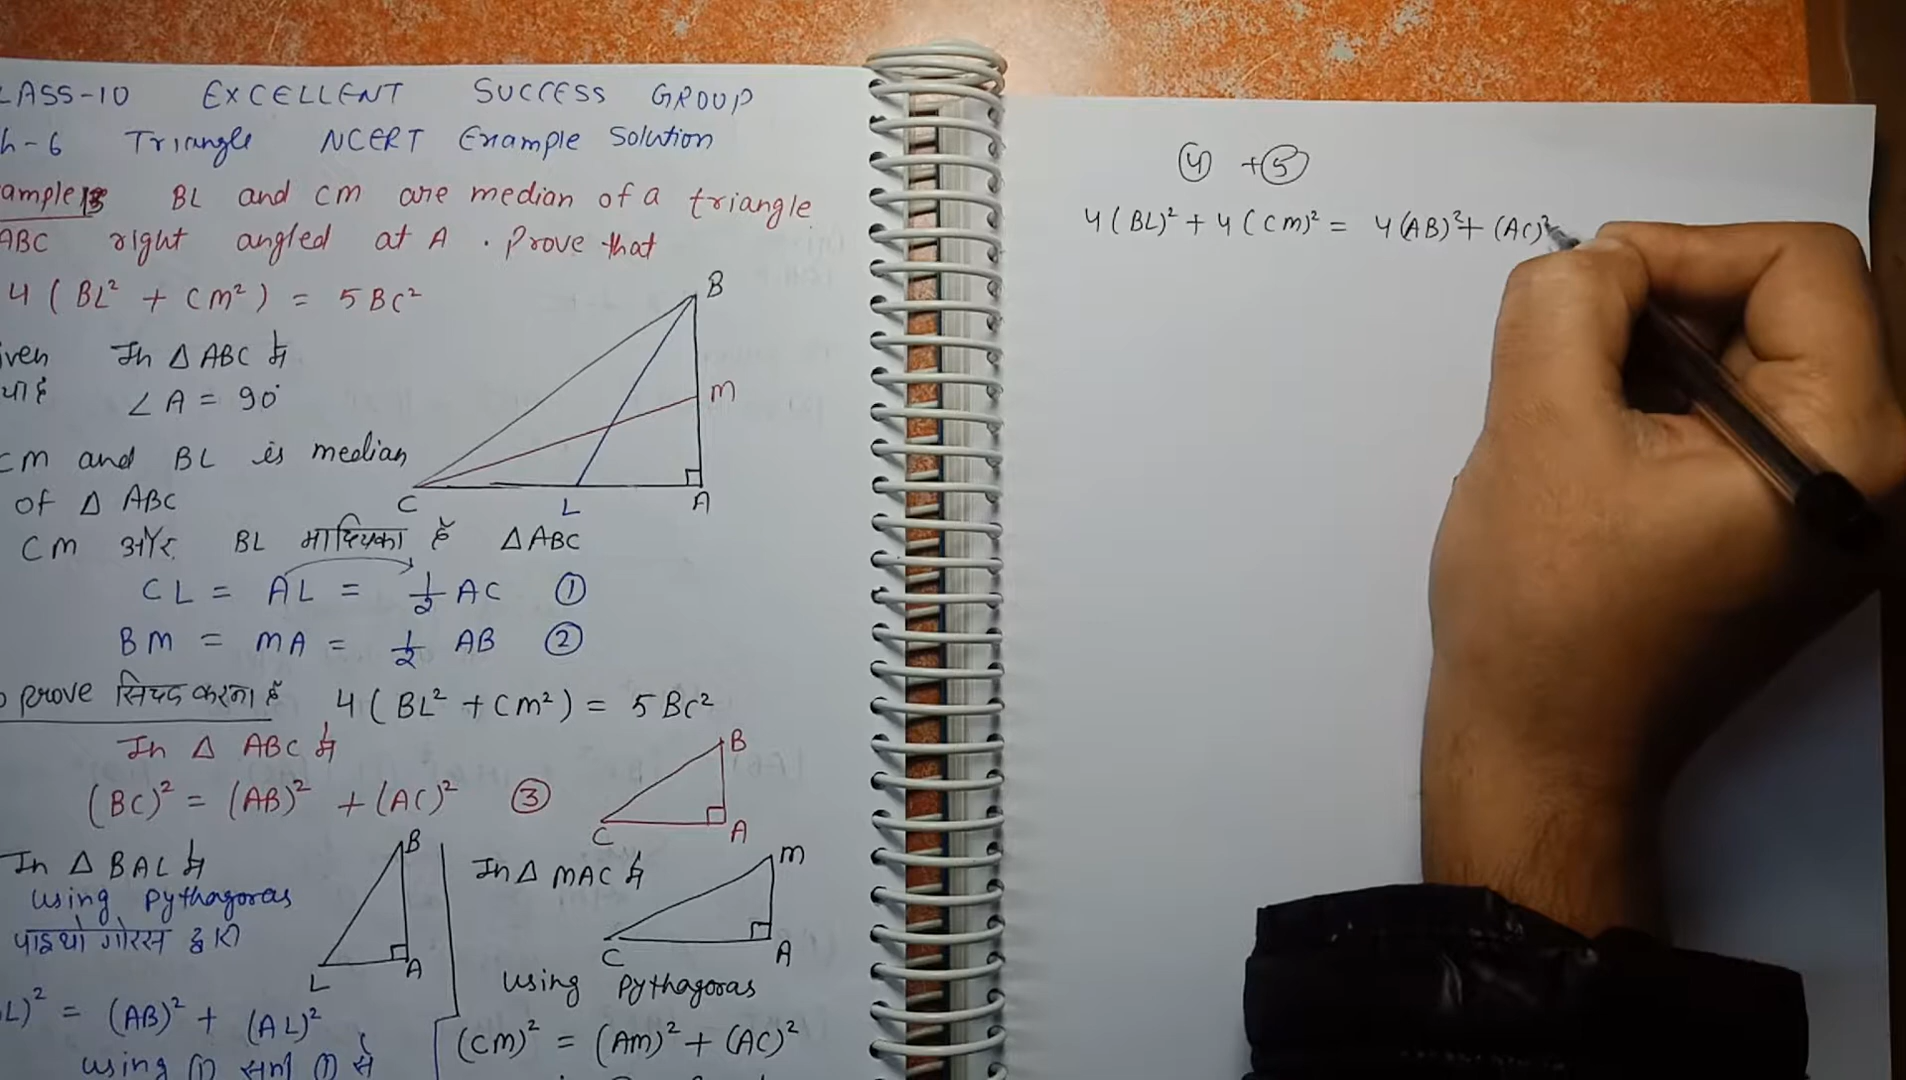 LASS-10 EXCELLENT SUCCESS GROUP
h-6 Triangle NCERT Example Solution
ample 13 BL and CM are median of a triangle
ABC right angled at A. Prove that
4 ( BL² + CM² ) = 5 BC²
B
M
C L A
iven In △ ABC में
∠ A = 90°
CM and BL is median
of △ ABC
CM और BL माध्यिका हैं △ABC
CL = AL = 1/2 AC ①
BM = MA = 1/2 AB ②
o prove सिध्द करना है 4 ( BL² + CM² ) = 5 BC²
In △ ABC में
(BC)² = (AB)² + (AC)² ③
B
C A
In △ BAL में
using pythagoras
B
L A
L)² = (AB)² + (AL)²
using ①
In △ MAC में
M
C A
using pythagoras
(CM)² = (AM)² + (AC)²
④ + ⑤
4 (BL)² + 4 (CM)² = 4 (AB)² + (AC)²